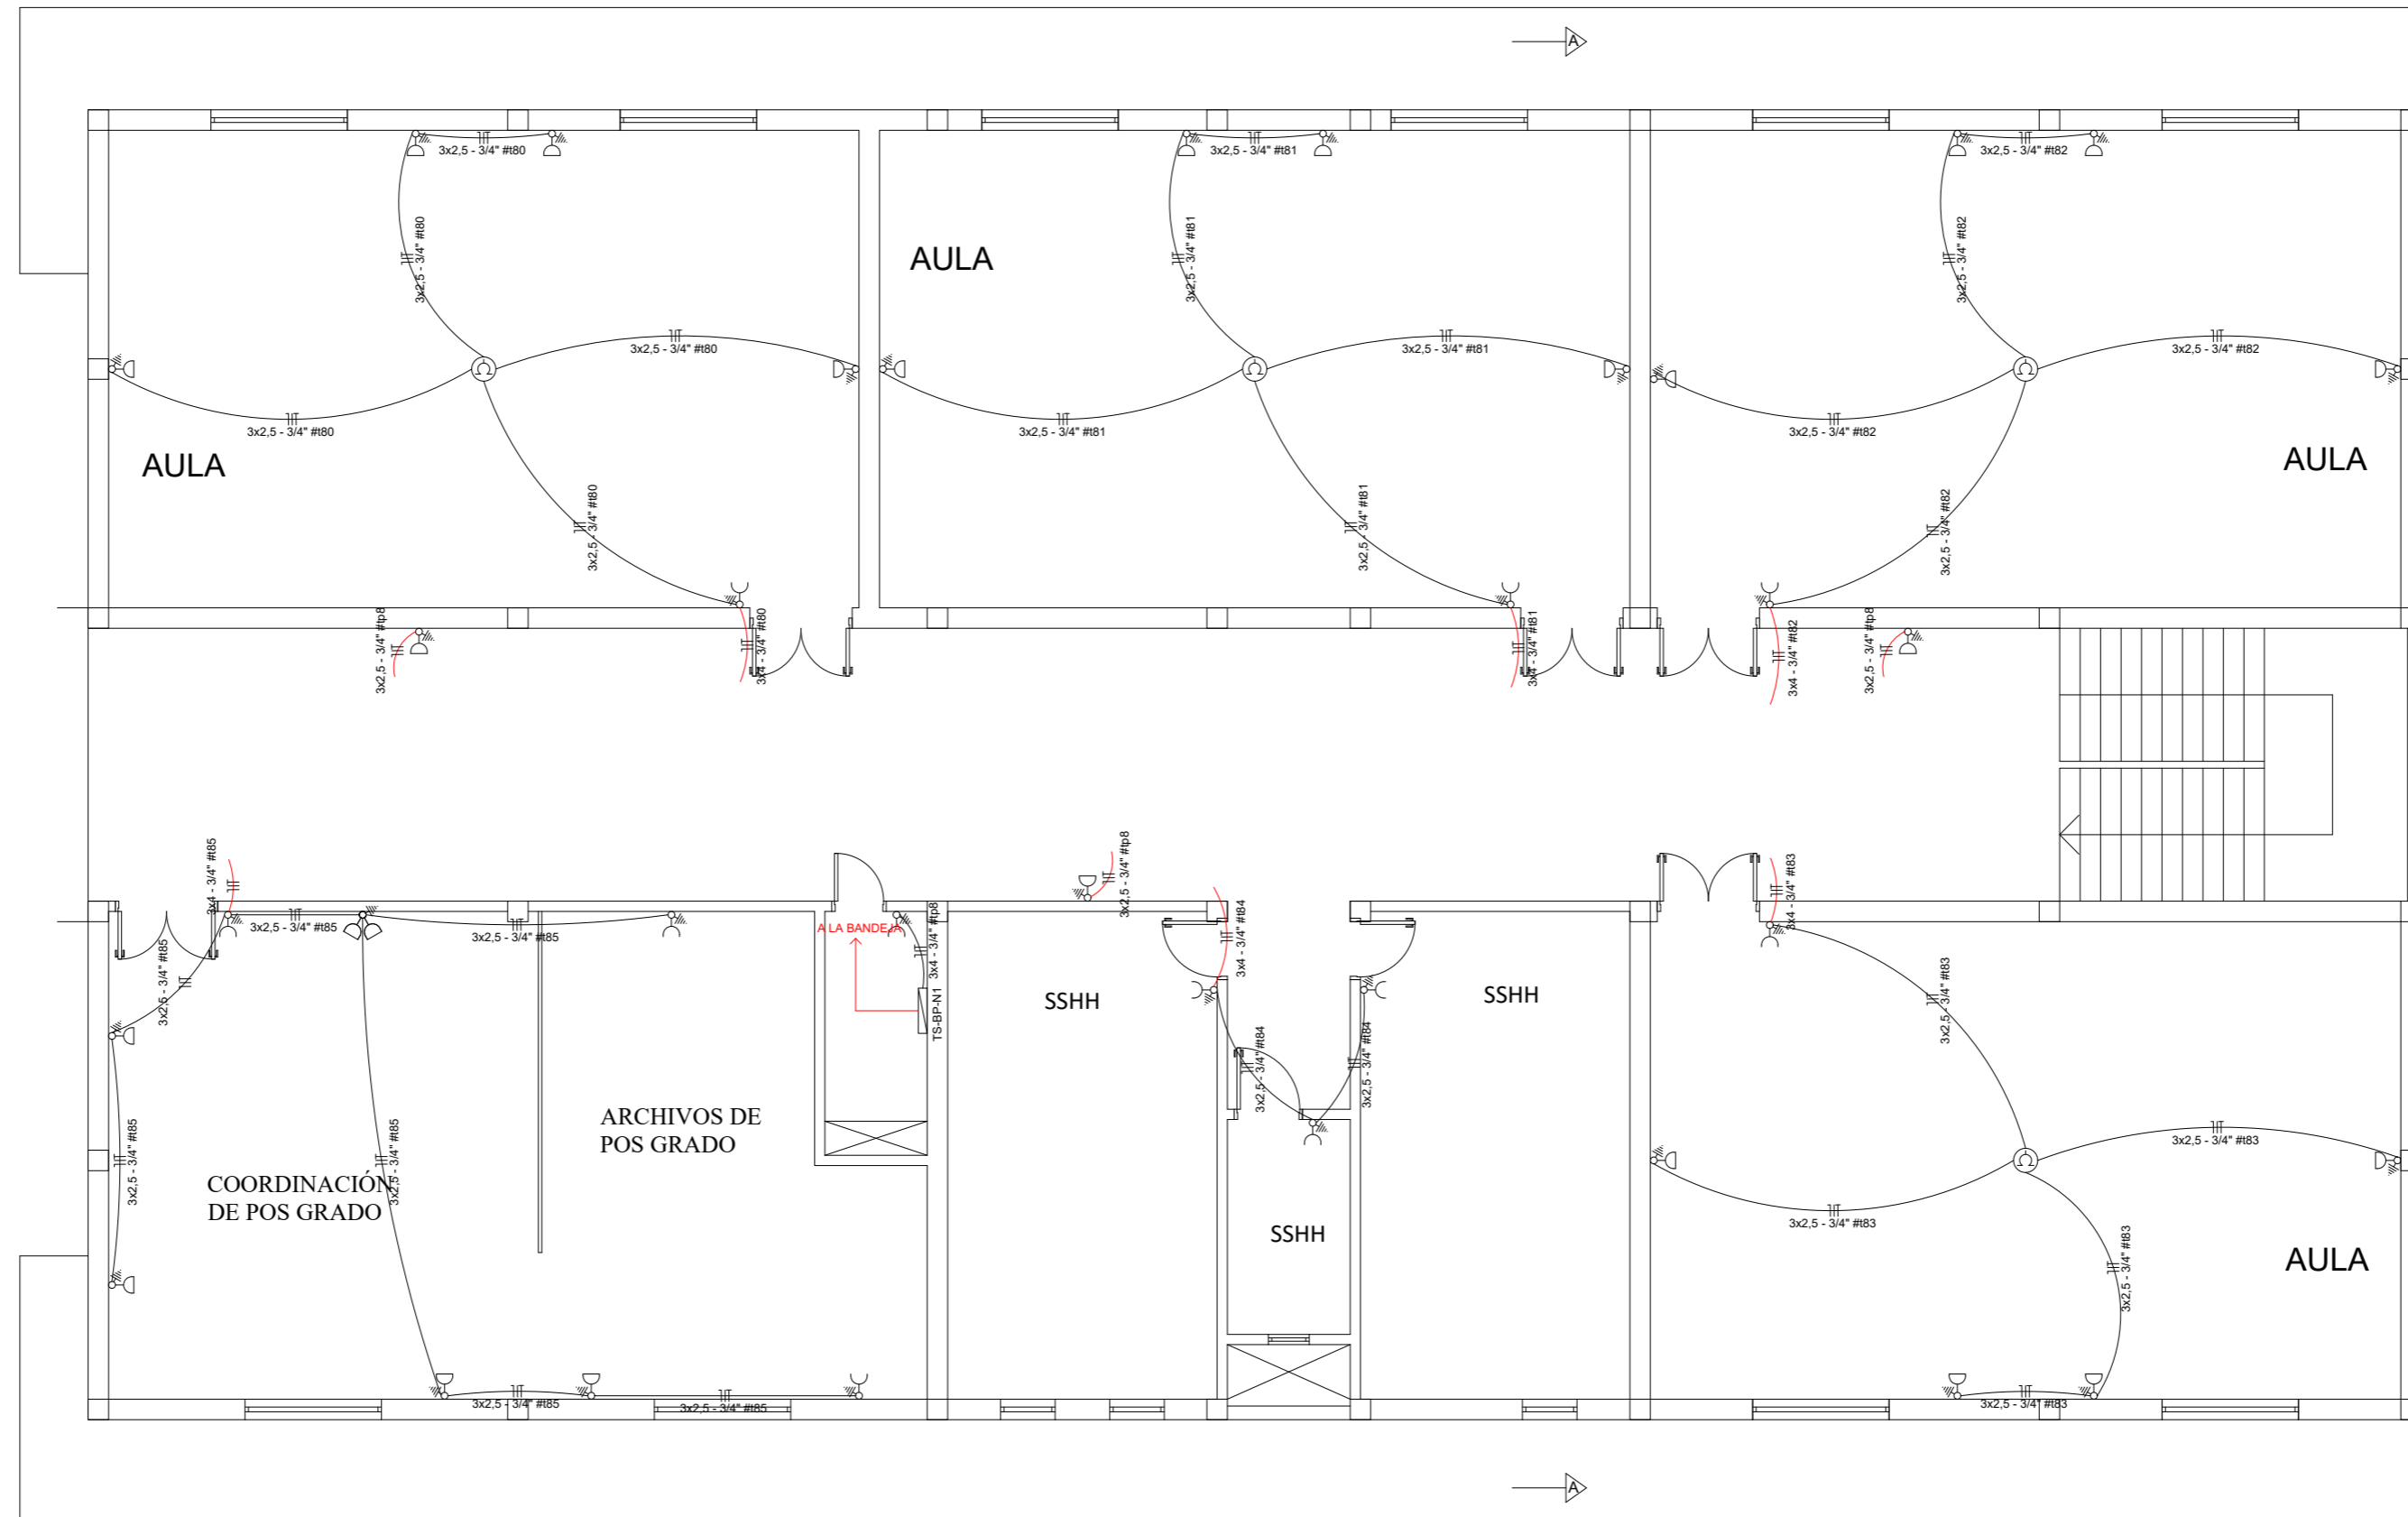 A
3x2,5 - 3/4" #t80
3x2,5 - 3/4" #t81
3x2,5 - 3/4" #t82
3x2,5 - 3/4" #t80
3x2,5 - 3/4" #t81
3x2,5 - 3/4" #t82
AULA
3x2,5 - 3/4" #t80
3x2,5 - 3/4" #t81
3x2,5 - 3/4" #t82
Ω
Ω
Ω
3x2,5 - 3/4" #t80
3x2,5 - 3/4" #t81
3x2,5 - 3/4" #t82
AULA
AULA
3x2,5 - 3/4" #t80
3x2,5 - 3/4" #t81
3x2,5 - 3/4" #t82
3x2,5 - 3/4" #tp8
3x4 - 3/4" #t80
3x4 - 3/4" #t81
3x4 - 3/4" #t82
3x2,5 - 3/4" #tp8
3x4 - 3/4" #t85
3x2,5 - 3/4" #tp8
3x4 - 3/4" #t83
3x2,5 - 3/4" #t85
3x2,5 - 3/4" #t85
A LA BANDEJA
3x4 - 3/4" #tp8
3x4 - 3/4" #t84
3x2,5 - 3/4" #t85
TS-BP-N1
SSHH
SSHH
3x2,5 - 3/4" #t83
3x2,5 - 3/4" #t84
3x2,5 - 3/4" #t84
ARCHIVOS DE
POS GRADO
3x2,5 - 3/4" #t85
3x2,5 - 3/4" #t85
COORDINACIÓN
DE POS GRADO
3x2,5 - 3/4" #t83
Ω
3x2,5 - 3/4" #t83
SSHH
3x2,5 - 3/4" #t83
AULA
3x2,5 - 3/4" #t85
3x2,5 - 3/4" #t85
3x2,5 - 3/4" #t83
A